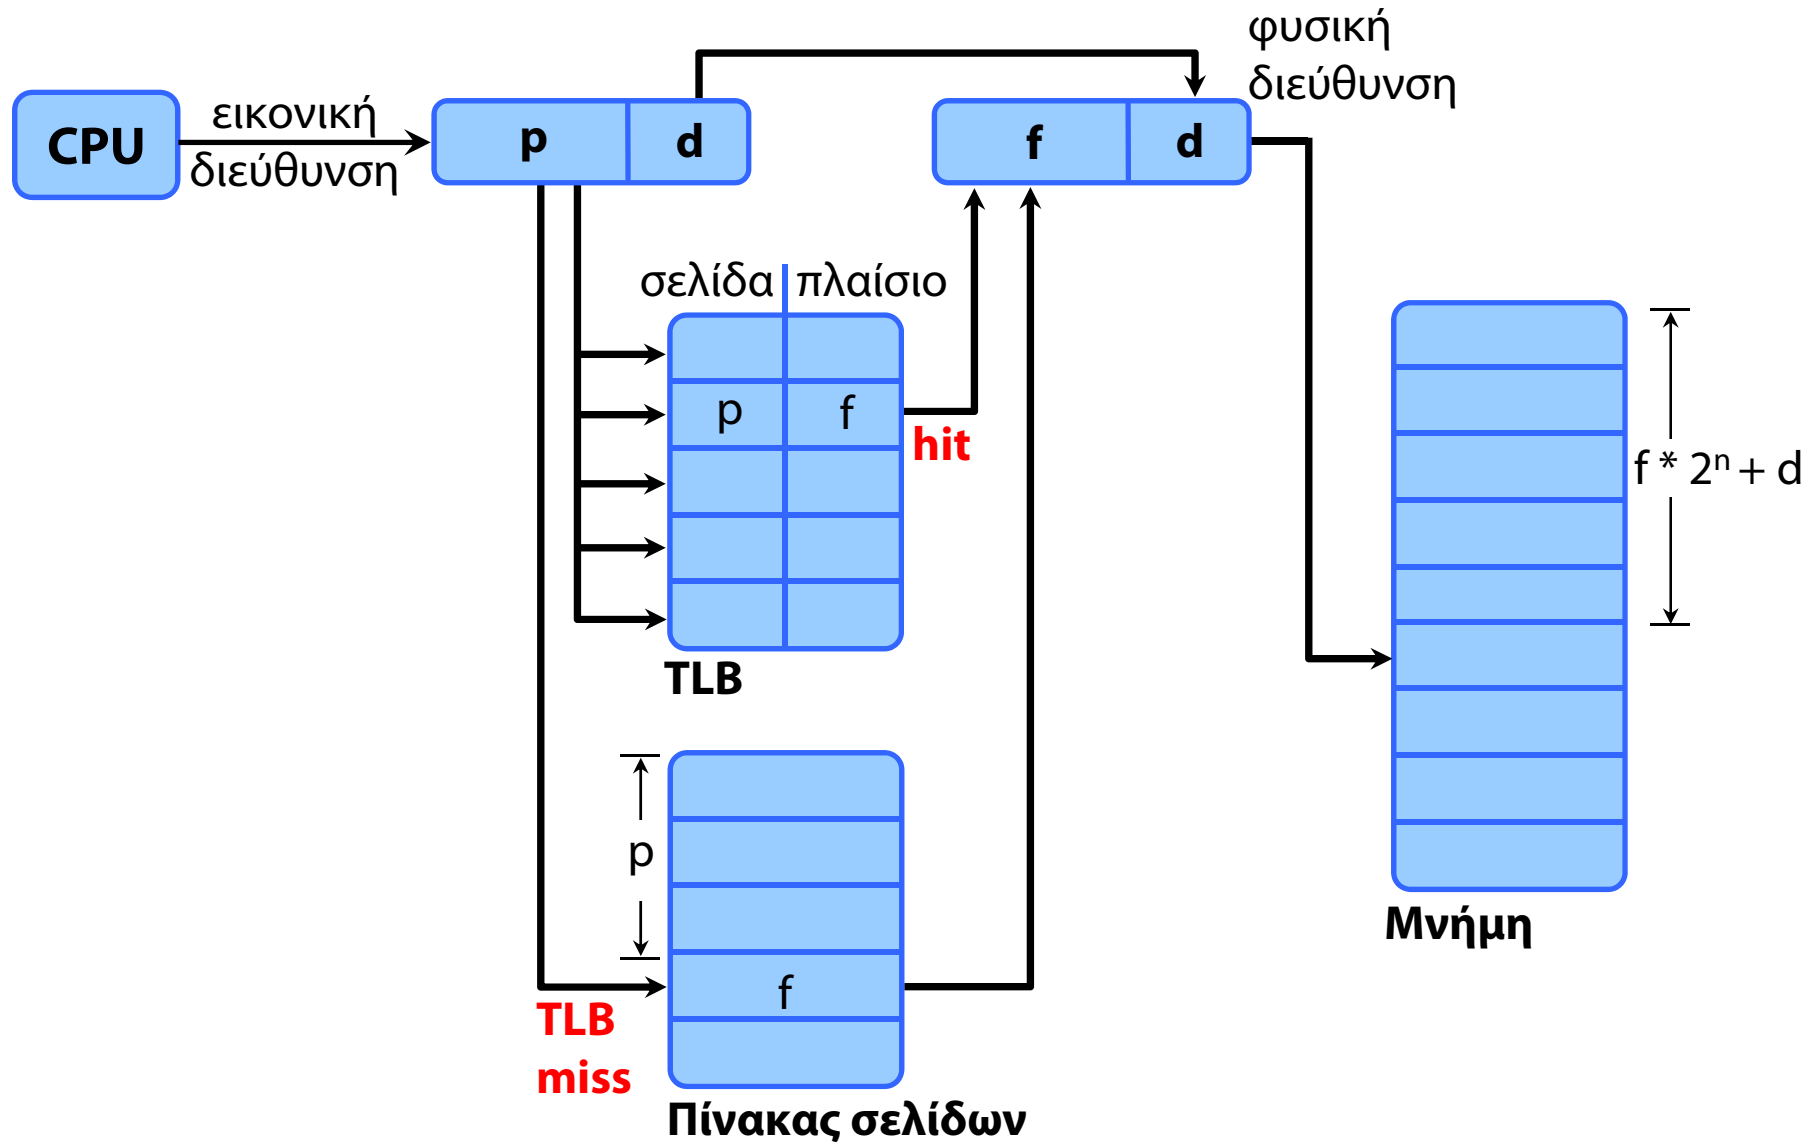 φυσική
διεύθυνση
CPU
εικονική
διεύθυνση
p d
f d
σελίδα πλαίσιο
p f
hit
TLB
f * 2ⁿ + d
p
f
TLB
miss
Πίνακας σελίδων
Μνήμη